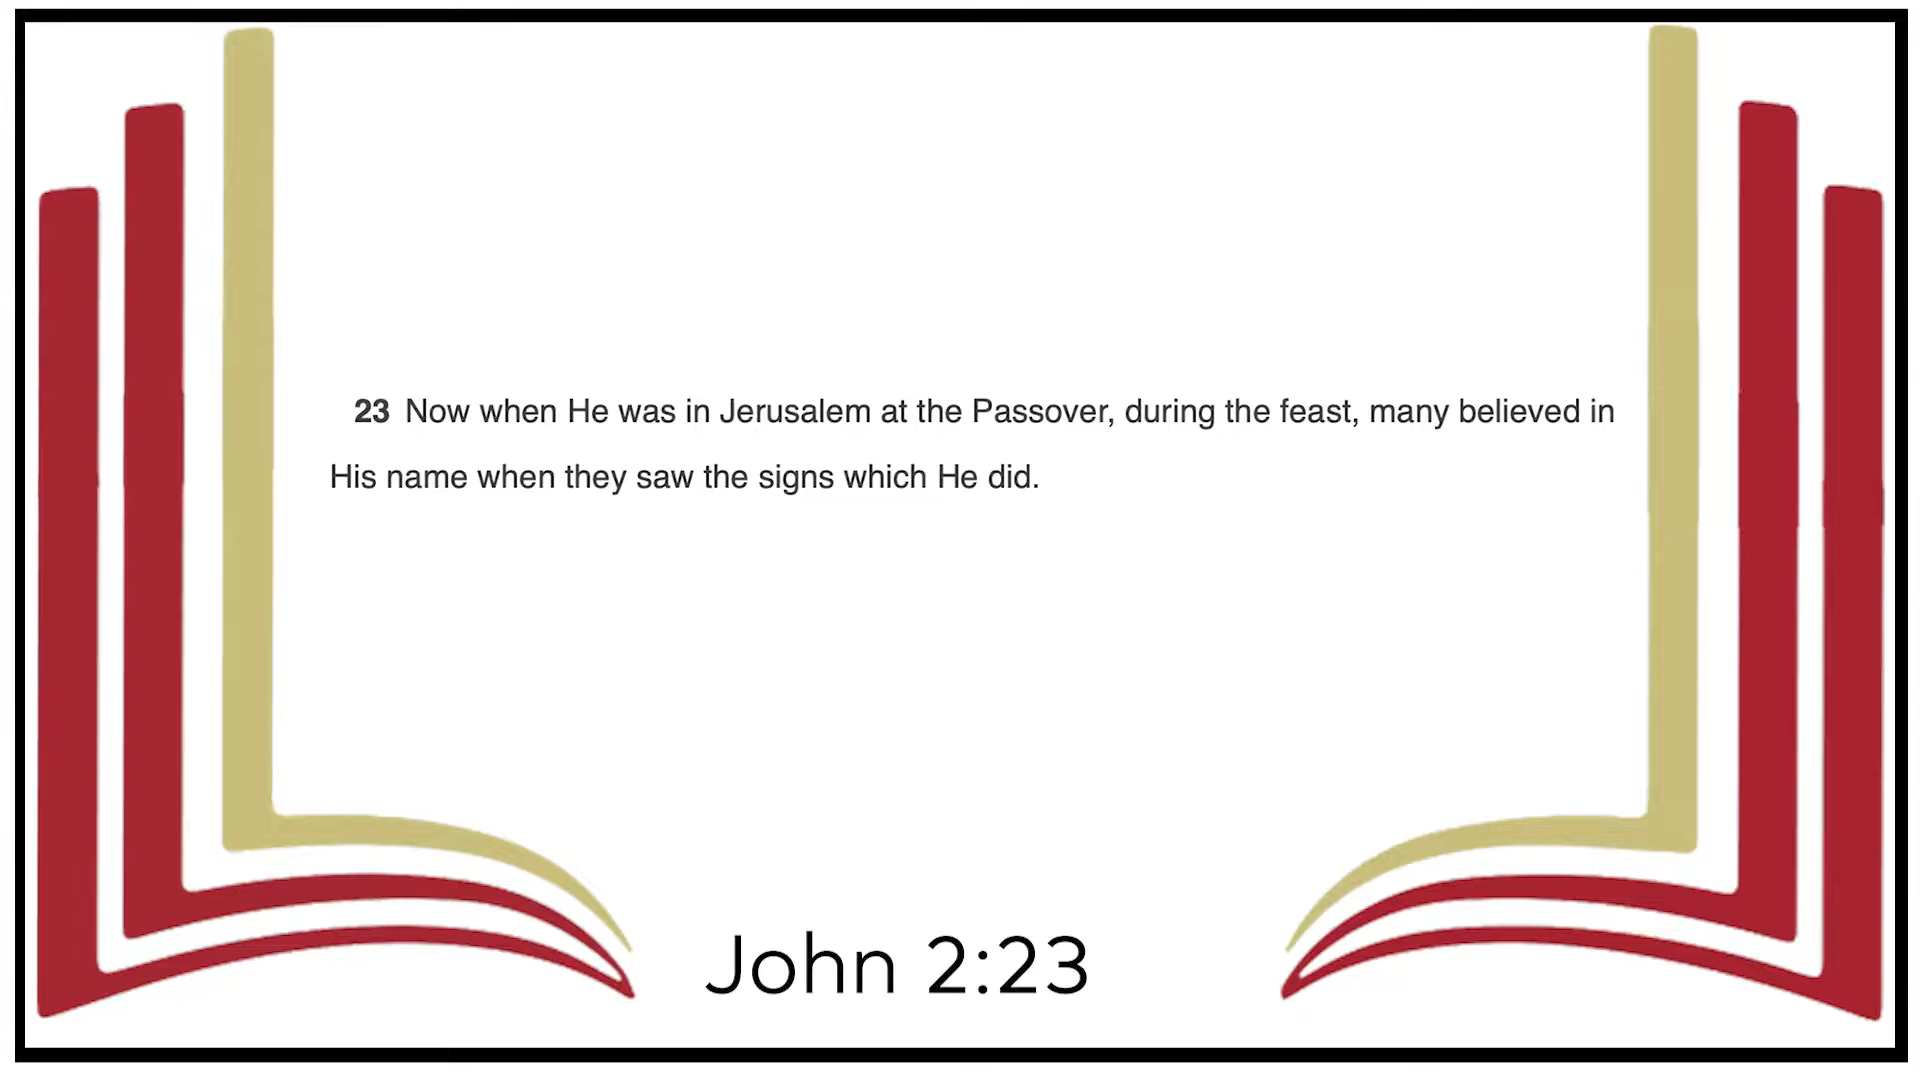 23 Now when He was in Jerusalem at the Passover, during the feast, many believed in
His name when they saw the signs which He did.
John 2:23